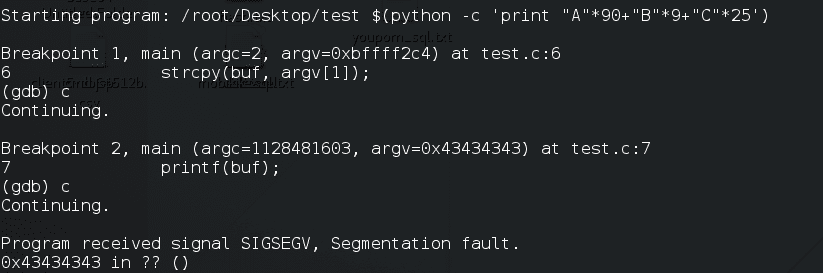 Starting program: /root/Desktop/test $(python -c 'print "A"*90+"B"*9+"C"*25')
Breakpoint 1, main (argc=2, argv=0xbffff2c4) at test.c:6
6               strcpy(buf, argv[1]);
(gdb) c
Continuing.
Breakpoint 2, main (argc=1128481603, argv=0x43434343) at test.c:7
7               printf(buf);
(gdb) c
Continuing.
Program received signal SIGSEGV, Segmentation fault.
0x43434343 in ?? ()